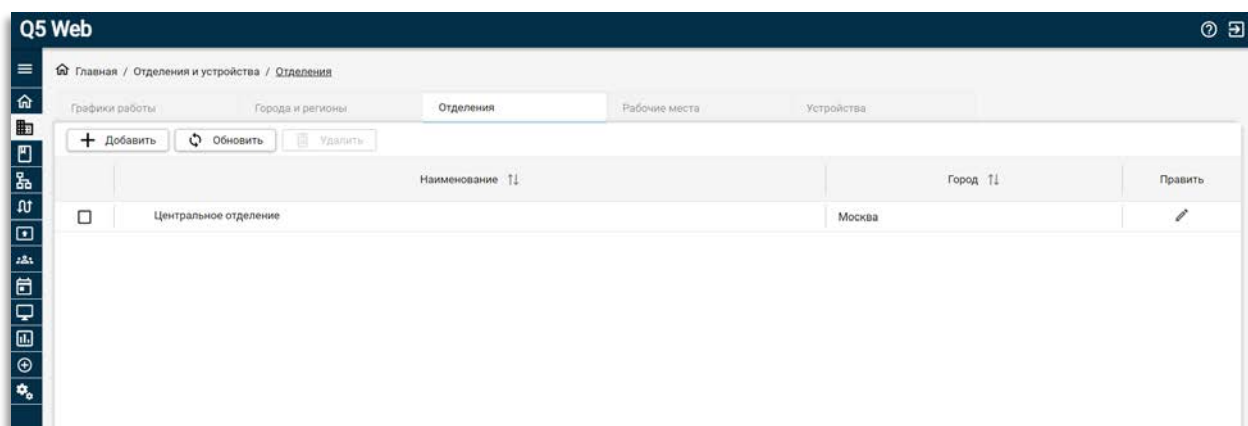 Q5 Web
Главная / Отделения и устройства / Отделения
Графики работы Города и регионы Отделения Рабочие места Устройства
Добавить Обновить Удалить
Наименование Город Править
Центральное отделение Москва